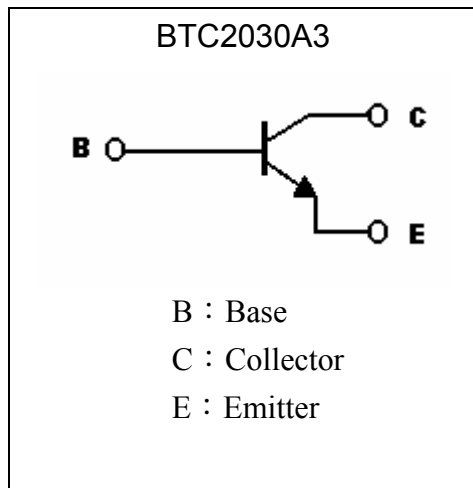 BTC2030A3
C
B
E
B：Base
C：Collector
E：Emitter